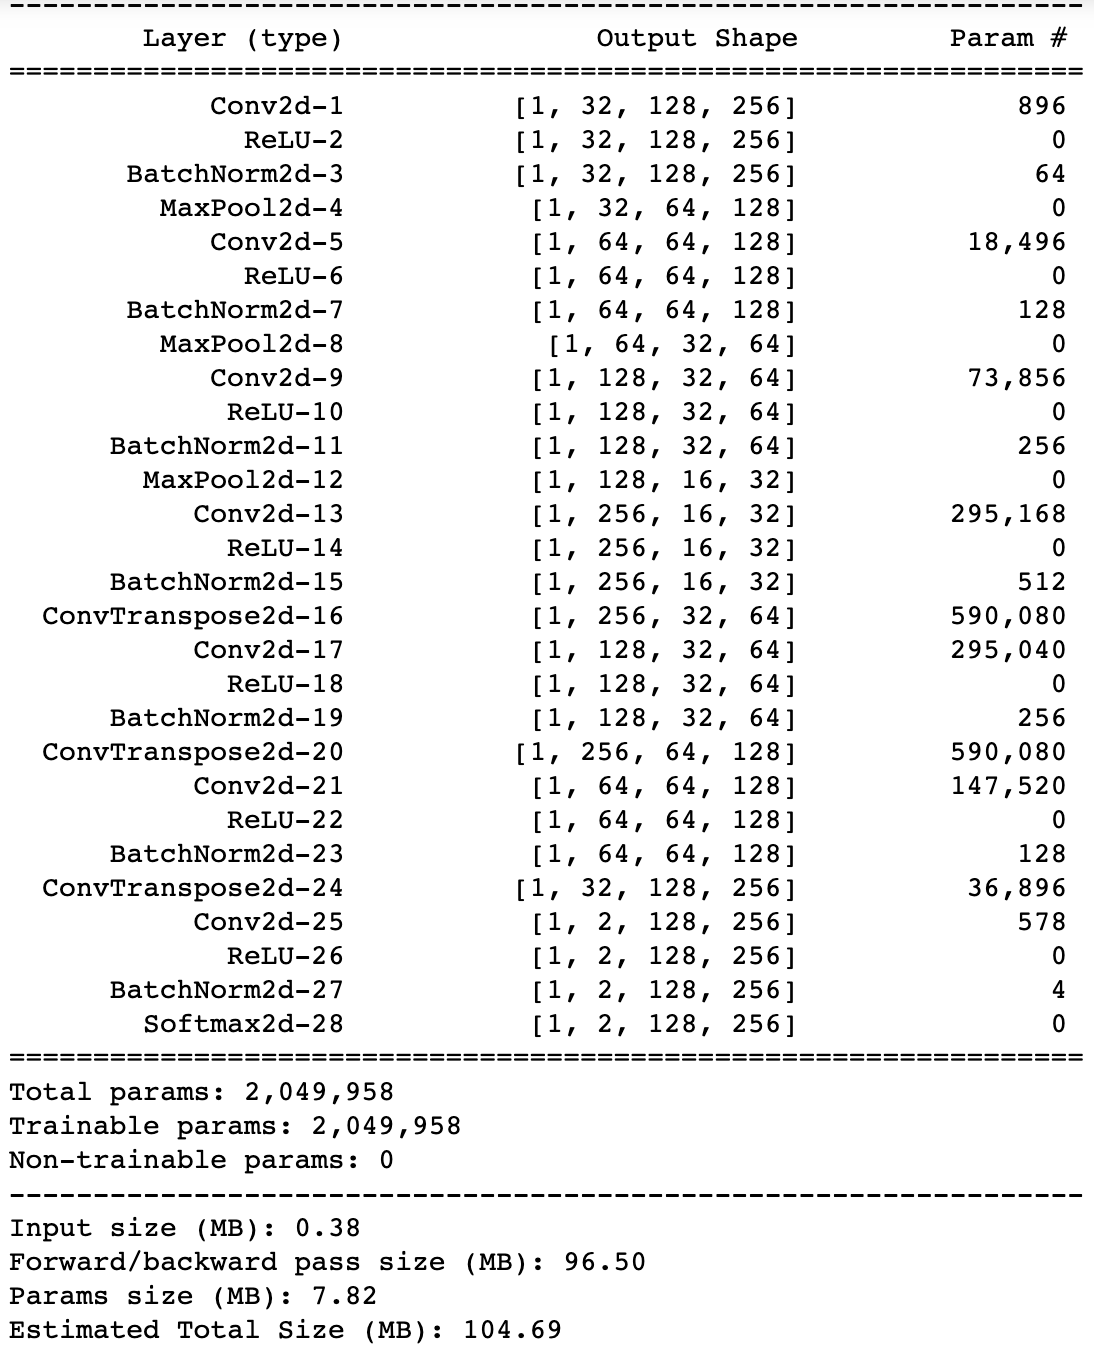 ----------------------------------------------------------------
Layer (type) Output Shape Param #
================================================================
Conv2d-1 [1, 32, 128, 256] 896
ReLU-2 [1, 32, 128, 256] 0
BatchNorm2d-3 [1, 32, 128, 256] 64
MaxPool2d-4 [1, 32, 64, 128] 0
Conv2d-5 [1, 64, 64, 128] 18,496
ReLU-6 [1, 64, 64, 128] 0
BatchNorm2d-7 [1, 64, 64, 128] 128
MaxPool2d-8 [1, 64, 32, 64] 0
Conv2d-9 [1, 128, 32, 64] 73,856
ReLU-10 [1, 128, 32, 64] 0
BatchNorm2d-11 [1, 128, 32, 64] 256
MaxPool2d-12 [1, 128, 16, 32] 0
Conv2d-13 [1, 256, 16, 32] 295,168
ReLU-14 [1, 256, 16, 32] 0
BatchNorm2d-15 [1, 256, 16, 32] 512
ConvTranspose2d-16 [1, 256, 32, 64] 590,080
Conv2d-17 [1, 128, 32, 64] 295,040
ReLU-18 [1, 128, 32, 64] 0
BatchNorm2d-19 [1, 128, 32, 64] 256
ConvTranspose2d-20 [1, 256, 64, 128] 590,080
Conv2d-21 [1, 64, 64, 128] 147,520
ReLU-22 [1, 64, 64, 128] 0
BatchNorm2d-23 [1, 64, 64, 128] 128
ConvTranspose2d-24 [1, 32, 128, 256] 36,896
Conv2d-25 [1, 2, 128, 256] 578
ReLU-26 [1, 2, 128, 256] 0
BatchNorm2d-27 [1, 2, 128, 256] 4
Softmax2d-28 [1, 2, 128, 256] 0
================================================================
Total params: 2,049,958
Trainable params: 2,049,958
Non-trainable params: 0
----------------------------------------------------------------
Input size (MB): 0.38
Forward/backward pass size (MB): 96.50
Params size (MB): 7.82
Estimated Total Size (MB): 104.69